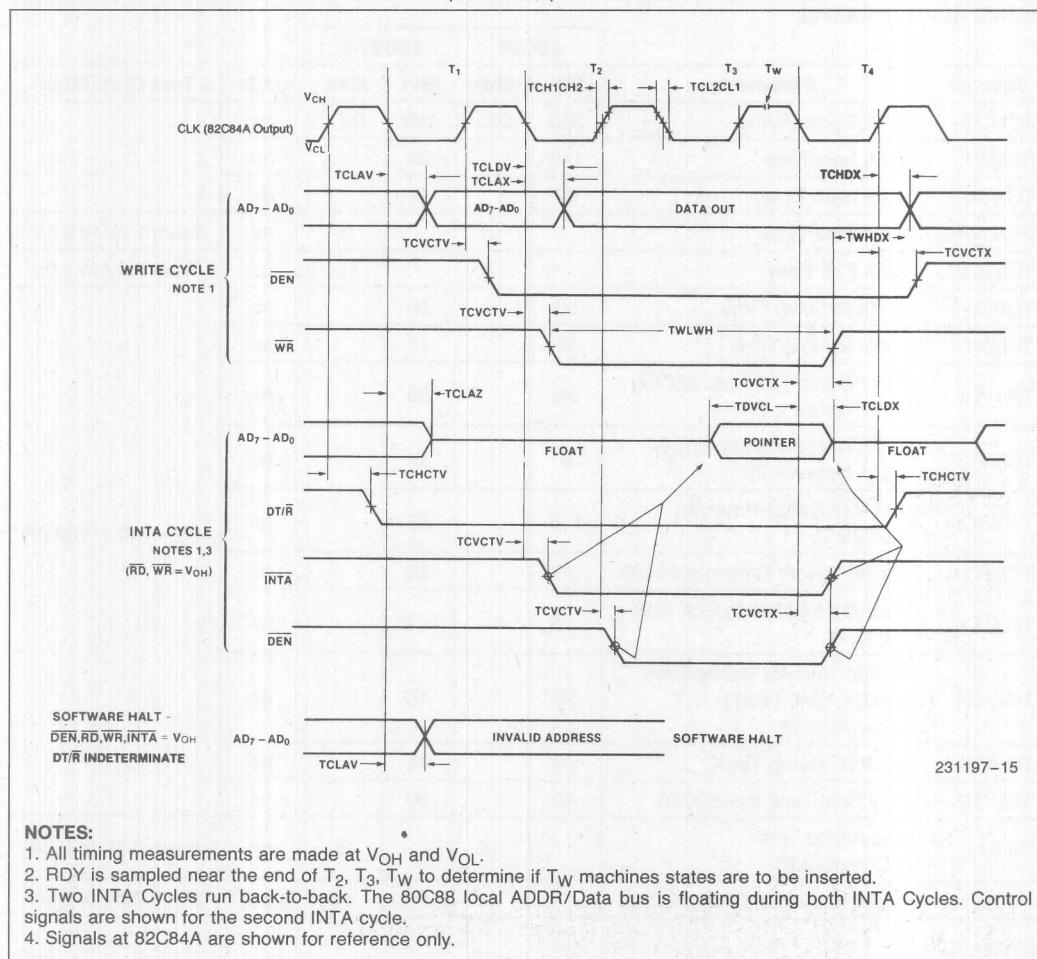 T1 T2 T3 TW T4
TCH1CH2 TCL2CL1
VCH
CLK (82C84A Output)
VCL
TCLAV TCLDV TCHDX
TCLAX
AD7-AD0 AD7-AD0 DATA OUT
TCVCTV TWHDX
TCVCTX
WRITE CYCLE
NOTE 1
DEN
TCVCTV TWLWH
WR
TCVCTX
TCLAZ TDVCL TCLDX
AD7-AD0 FLOAT POINTER FLOAT
TCHCTV TCHCTV
DT/R
INTA CYCLE
NOTES 1,3
(RD, WR = VOH)
TCVCTV
INTA
TCVCTV TCVCTX
DEN
SOFTWARE HALT -
DEN,RD,WR,INTA = VOH
DT/R INDETERMINATE
AD7-AD0 INVALID ADDRESS SOFTWARE HALT
TCLAV
231197-15
NOTES:
1. All timing measurements are made at VOH and VOL.
2. RDY is sampled near the end of T2, T3, TW to determine if TW machines states are to be inserted.
3. Two INTA Cycles run back-to-back. The 80C88 local ADDR/Data bus is floating during both INTA Cycles. Control
signals are shown for the second INTA cycle.
4. Signals at 82C84A are shown for reference only.